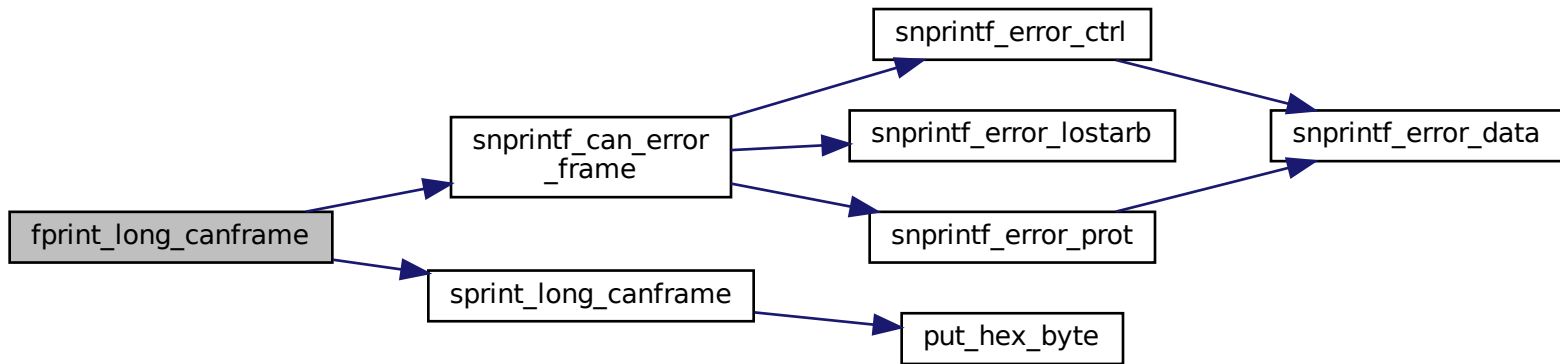 fprint_long_canframe
snprintf_can_error
_frame
sprint_long_canframe
snprintf_error_ctrl
snprintf_error_lostarb
snprintf_error_prot
put_hex_byte
snprintf_error_data